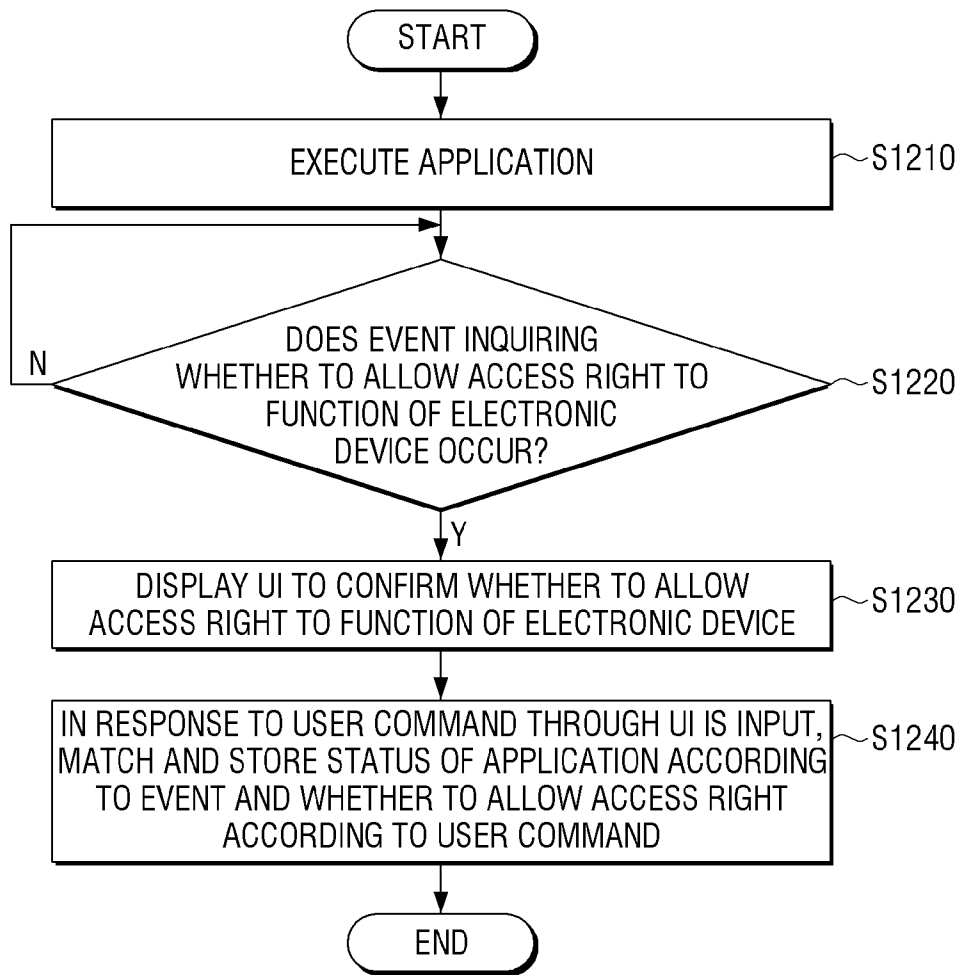 START
EXECUTE APPLICATION
S1210
DOES EVENT INQUIRING
WHETHER TO ALLOW ACCESS RIGHT TO
FUNCTION OF ELECTRONIC
DEVICE OCCUR?
S1220
N
Y
DISPLAY UI TO CONFIRM WHETHER TO ALLOW
ACCESS RIGHT TO FUNCTION OF ELECTRONIC DEVICE
S1230
IN RESPONSE TO USER COMMAND THROUGH UI IS INPUT,
MATCH AND STORE STATUS OF APPLICATION ACCORDING
TO EVENT AND WHETHER TO ALLOW ACCESS RIGHT
ACCORDING TO USER COMMAND
S1240
END